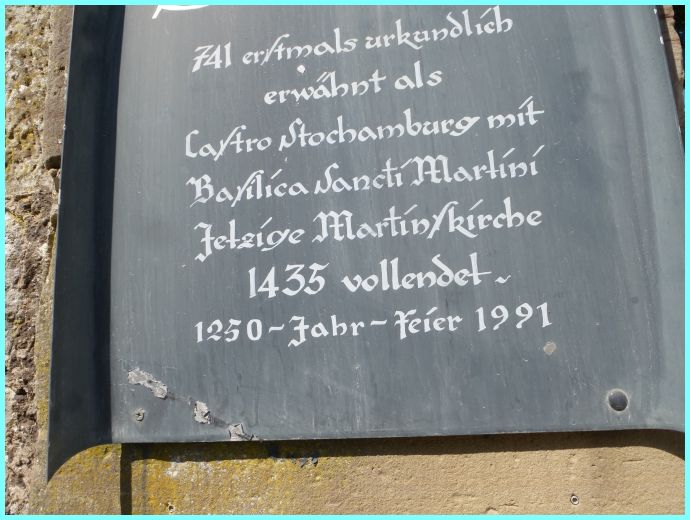 741 erstmals urkundlich
erwähnt als
Castro Stochamburg mit
Basilica Sancti Martini
Jetzige Martinskirche
1435 vollendet.
1250-Jahr-Feier 1991